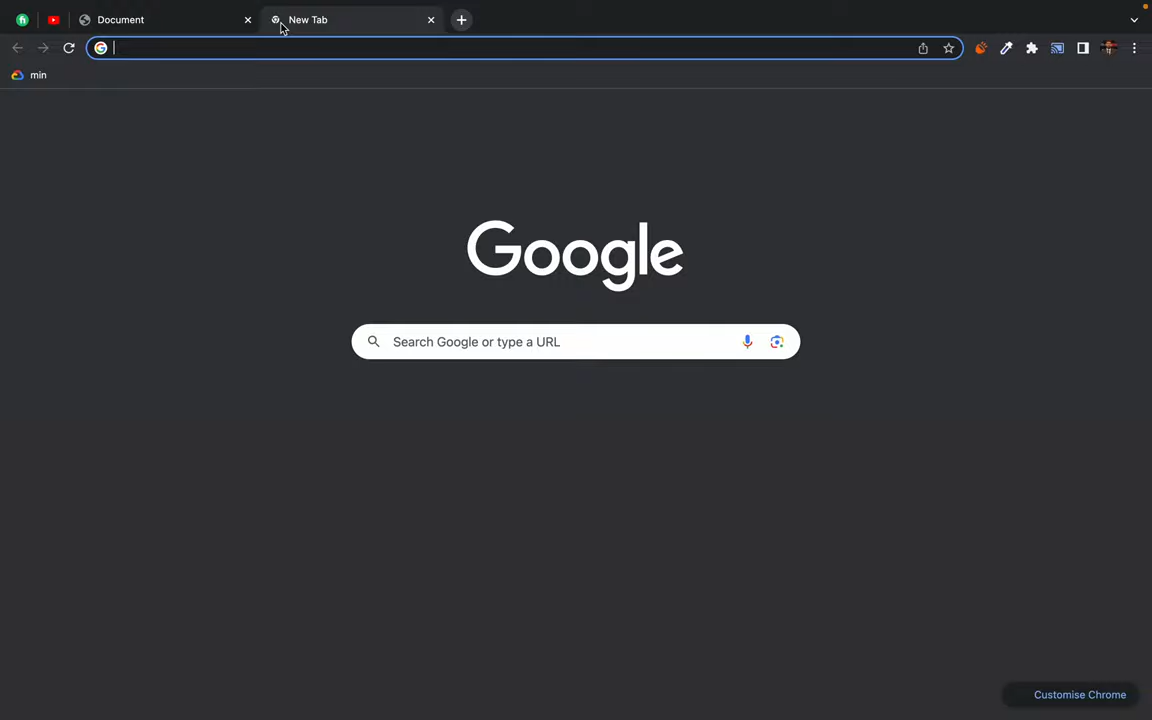 Document
New Tab
min
Google
Search Google or type a URL
Customise Chrome